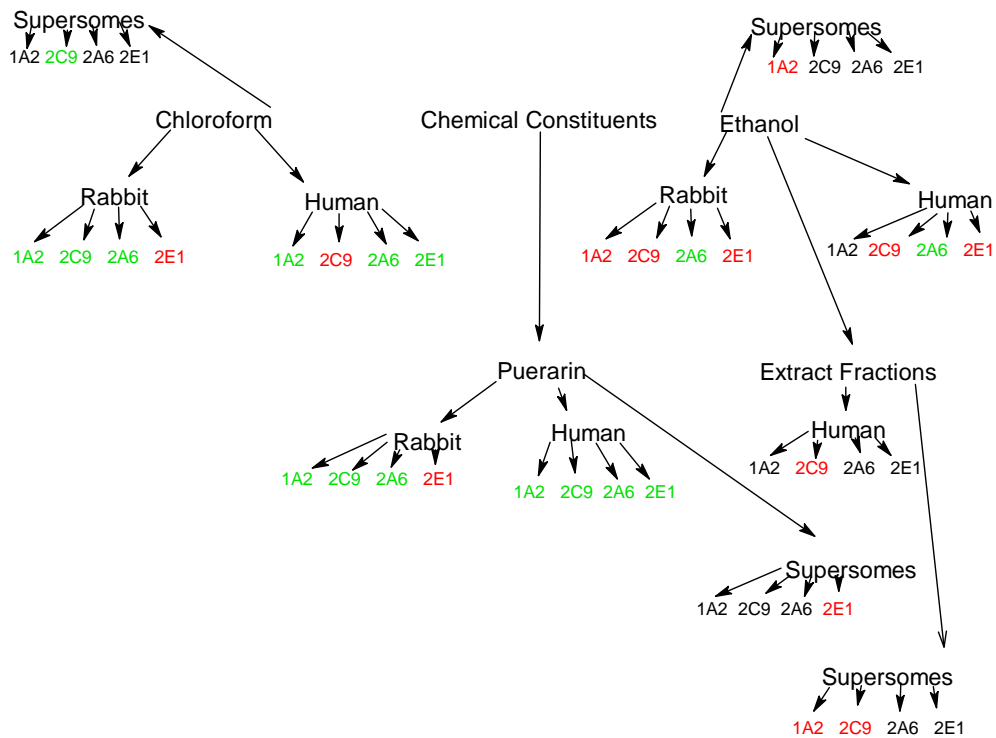 Supersomes
1A2 2C9 2A6 2E1
Supersomes
1A2 2C9 2A6 2E1
Chloroform
Chemical Constituents
Ethanol
Rabbit
1A2 2C9 2A6 2E1
Human
1A2 2C9 2A6 2E1
Rabbit
1A2 2C9 2A6 2E1
Human
1A2 2C9 2A6 2E1
Puerarin
Extract Fractions
Rabbit
1A2 2C9 2A6 2E1
Human
1A2 2C9 2A6 2E1
Human
1A2 2C9 2A6 2E1
Supersomes
1A2 2C9 2A6 2E1
Supersomes
1A2 2C9 2A6 2E1